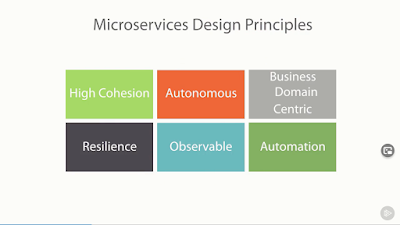 Microservices Design Principles
High Cohesion
Autonomous
Business
Domain
Centric
Resilience
Observable
Automation